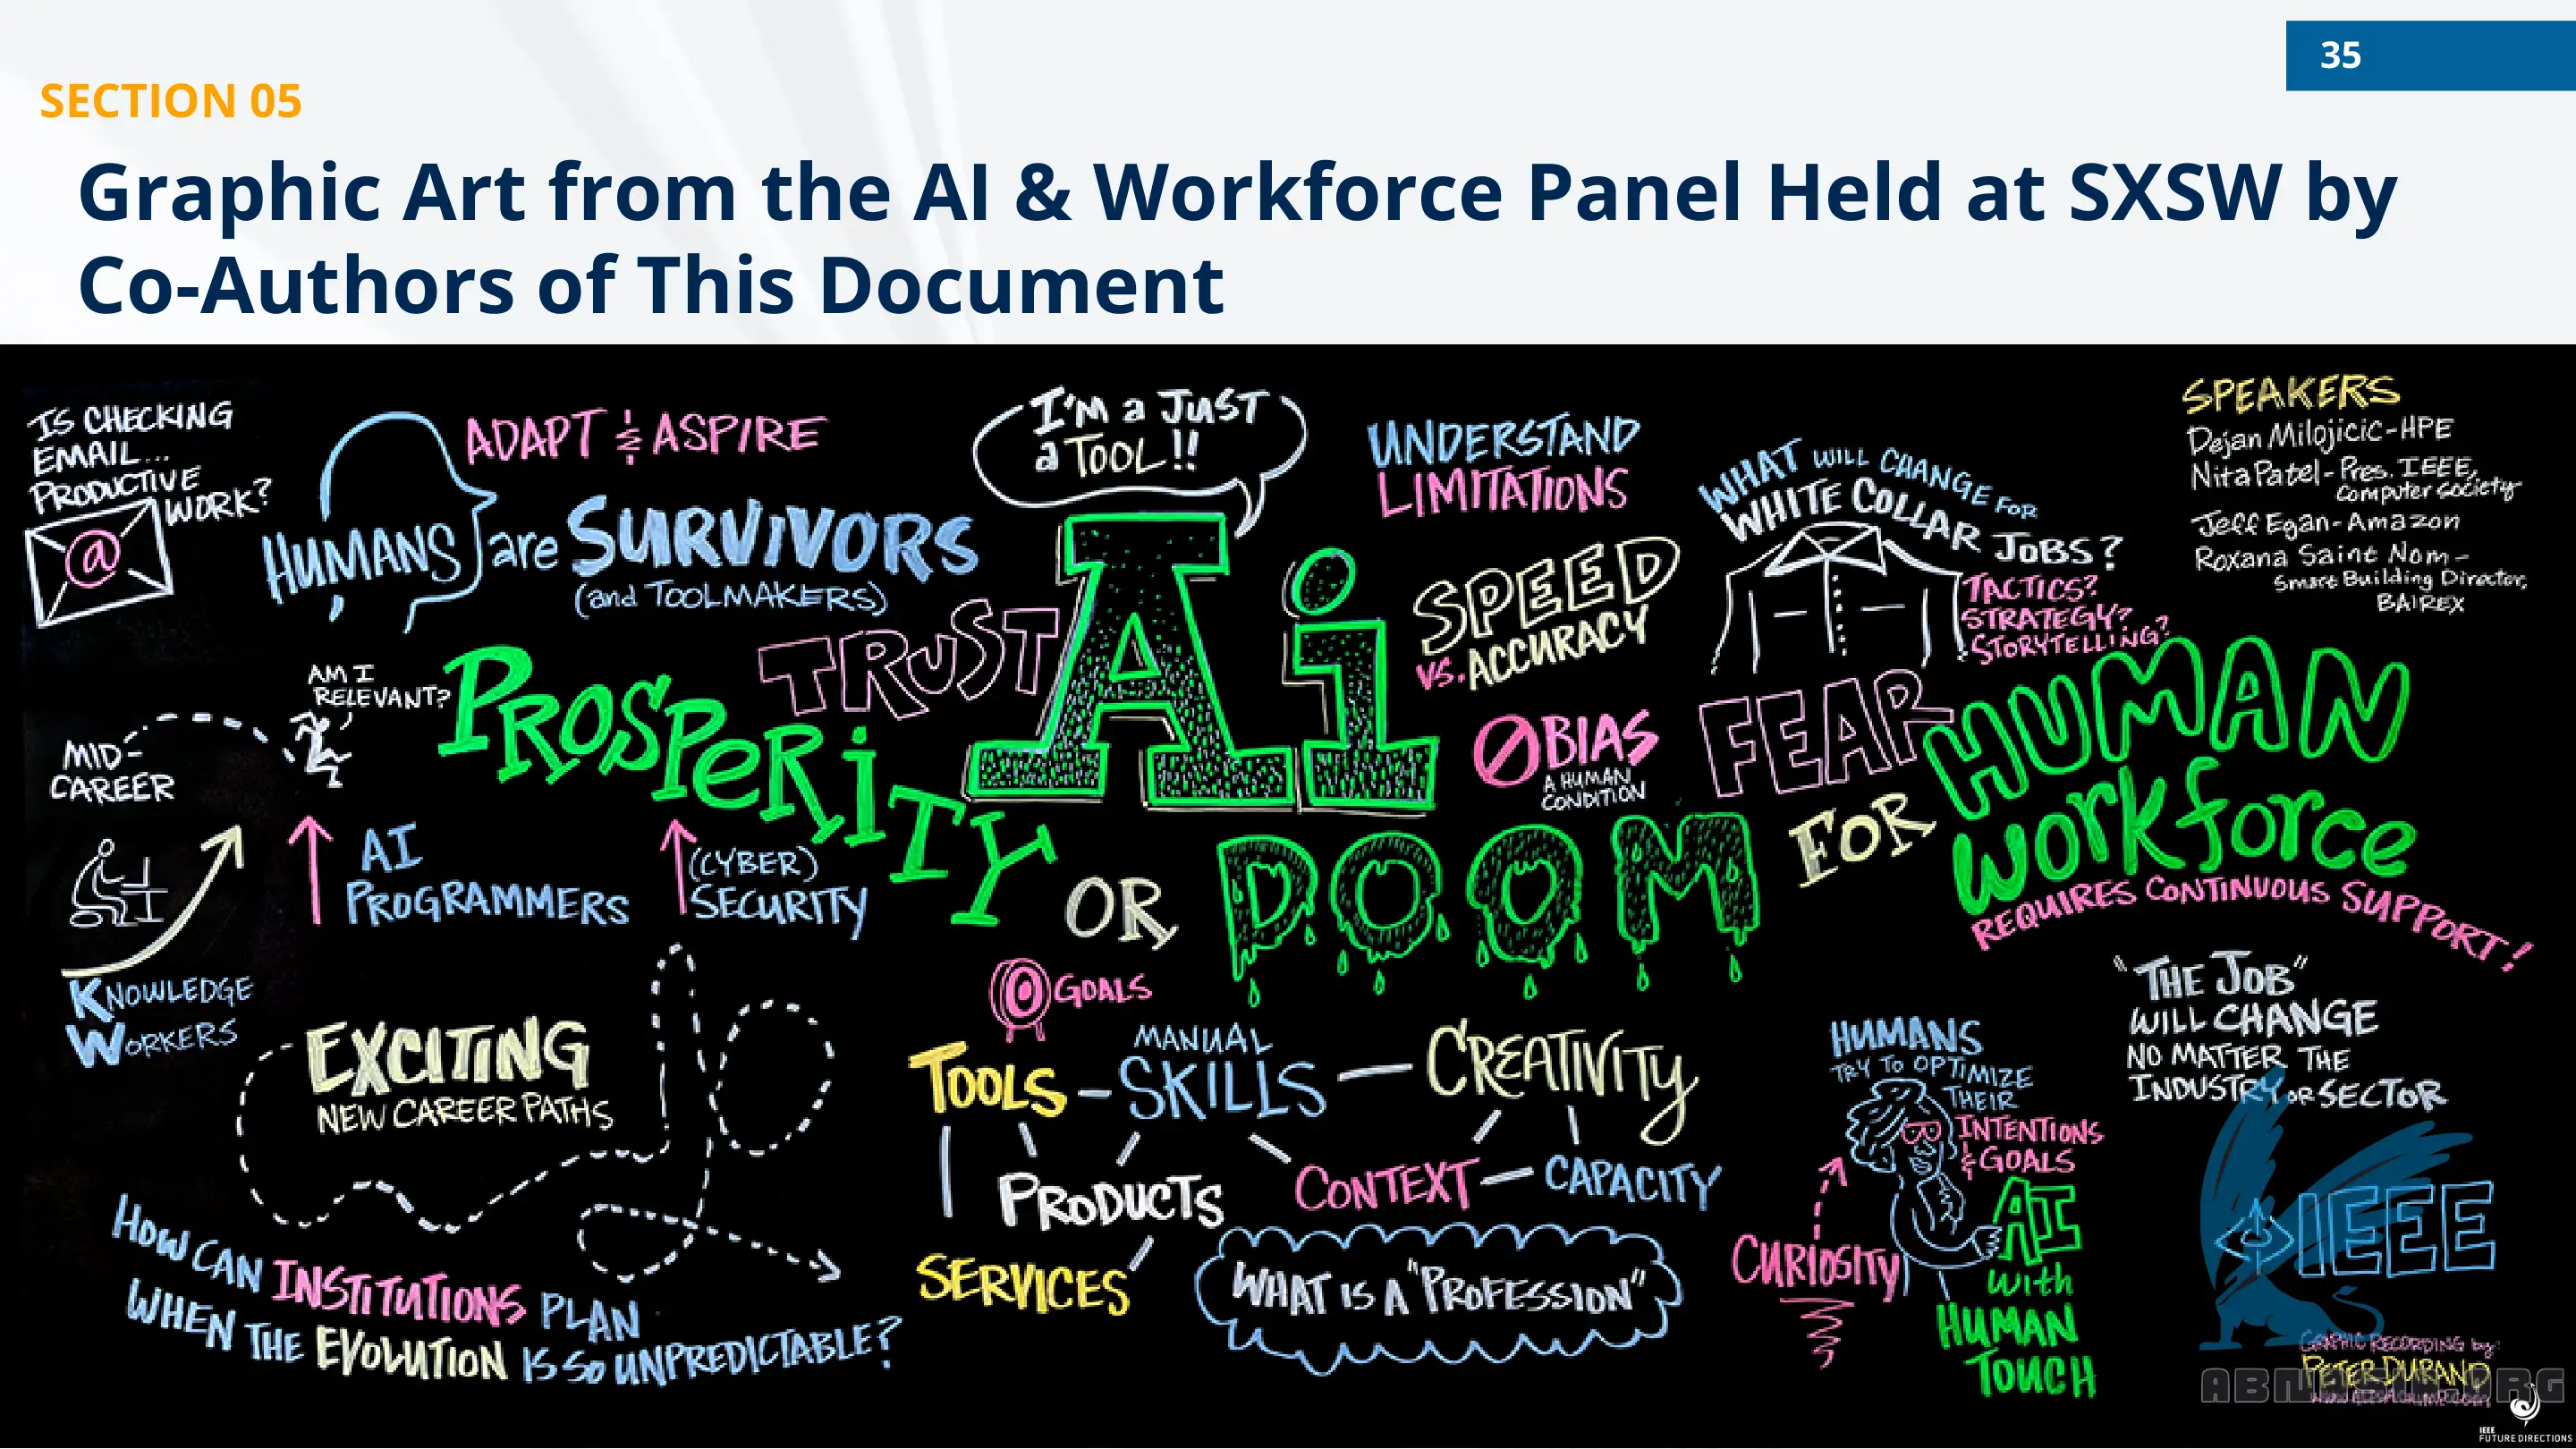 35
SECTION 05
Graphic Art from the AI & Workforce Panel Held at SXSW by
Co-Authors of This Document
IS CHECKING
EMAIL...
PRODUCTIVE
WORK?
@
ADAPT & ASPIRE
HUMANS are SURVIVORS
(and TOOLMAKERS)
I'M a JUST
a TOOL!!
Ai
UNDERSTAND
LIMITATIONS
SPEED
VS. ACCURACY
WHAT WILL CHANGE FOR
WHITE COLLAR JOBS?
TACTICS?
STRATEGY?
STORYTELLING?
SPEAKERS
Dejan Milojicic-HPE
Nita Patel- Pres. IEEE,
Computer Society
Jeff Egan-Amazon
Roxana Saint Nom-
Smart Building Director,
BAIREX
TRUST
PROSPERITY
OR
DOOM
FOR
HUMAN
workforce
REQUIRES CONTINUOUS SUPPORT!
BIAS
A HUMAN
CONDITION
FEAR
AM I
RELEVANT?
MID-
CAREER
KNOWLEDGE
WORKERS
AI
PROGRAMMERS
(CYBER)
SECURITY
EXCITING
NEW CAREER PATHS
HOW CAN INSTITUTIONS PLAN
WHEN THE EVOLUTION IS SO UNPREDICTABLE?
GOALS
TOOLS
MANUAL
SKILLS
CREATIVITY
PRODUCTS
CONTEXT
CAPACITY
SERVICES
WHAT IS A "PROFESSION"
HUMANS
TRY TO OPTIMIZE
THEIR
INTENTIONS
& GOALS
CURIOSITY
AI
with
HUMAN
TOUCH
"THE JOB"
WILL CHANGE
NO MATTER THE
INDUSTRY OR SECTOR
IEEE
GRAPHIC RECORDING by:
PETER DURAND
IEEE
FUTURE DIRECTIONS